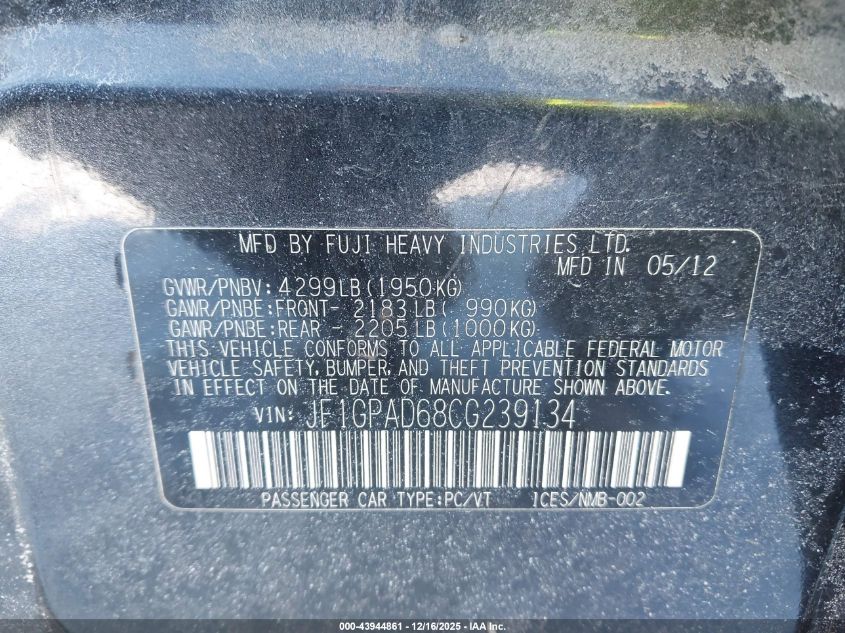 MFD BY FUJI HEAVY INDUSTRIES LTD.
MFD IN 05/12
GVWR/PNBV: 4299LB(1950KG)
GAWR/PNBE:FRONT- 2183LB( 990KG)
GAWR/PNBE:REAR - 2205LB(1000KG)
THIS VEHICLE CONFORMS TO ALL APPLICABLE FEDERAL MOTOR
VEHICLE SAFETY, BUMPER, AND THEFT PREVENTION STANDARDS
IN EFFECT ON THE DATE OF MANUFACTURE SHOWN ABOVE.
VIN: JF1GPAD68CG239134
PASSENGER CAR TYPE:PC/VT 1CES/NMB-002
000-43944861 - 12/16/2025 - IAA Inc.